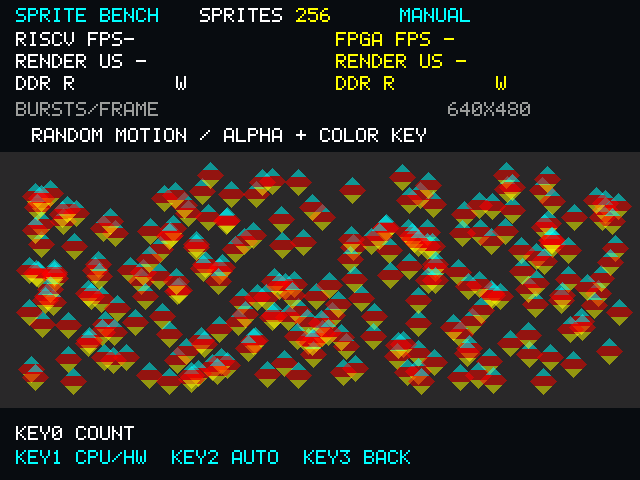 SPRITE BENCH SPRITES 256 MANUAL
RISCV FPS- FPGA FPS -
RENDER US - RENDER US -
DDR R W DDR R W
BURSTS/FRAME 640X480
RANDOM MOTION / ALPHA + COLOR KEY
KEY0 COUNT
KEY1 CPU/HW KEY2 AUTO KEY3 BACK